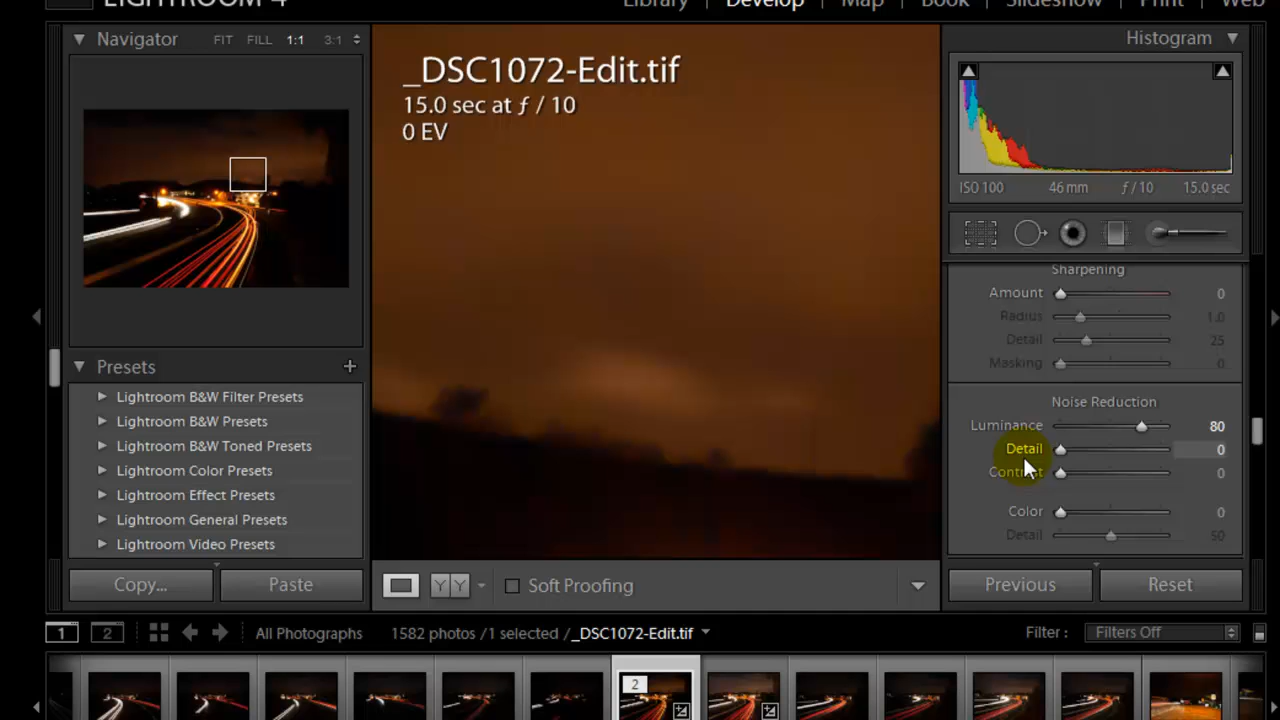 LIGHTROOM 4
Library | Develop | Map | Book | Slideshow | Print | Web
Navigator FIT FILL 1:1 3:1
_DSC1072-Edit.tif
15.0 sec at ƒ / 10
0 EV
Histogram
ISO 100 46 mm ƒ / 10 15.0 sec
Sharpening
Amount 0
Radius 1.0
Detail 25
Masking 0
Noise Reduction
Luminance 80
Detail 0
Contrast 0
Color 0
Detail 50
Presets +
Lightroom B&W Filter Presets
Lightroom B&W Presets
Lightroom B&W Toned Presets
Lightroom Color Presets
Lightroom Effect Presets
Lightroom General Presets
Lightroom Video Presets
Copy... Paste
Y Y Soft Proofing
Previous Reset
1 2 All Photographs 1582 photos / 1 selected / _DSC1072-Edit.tif Filter : Filters Off
2